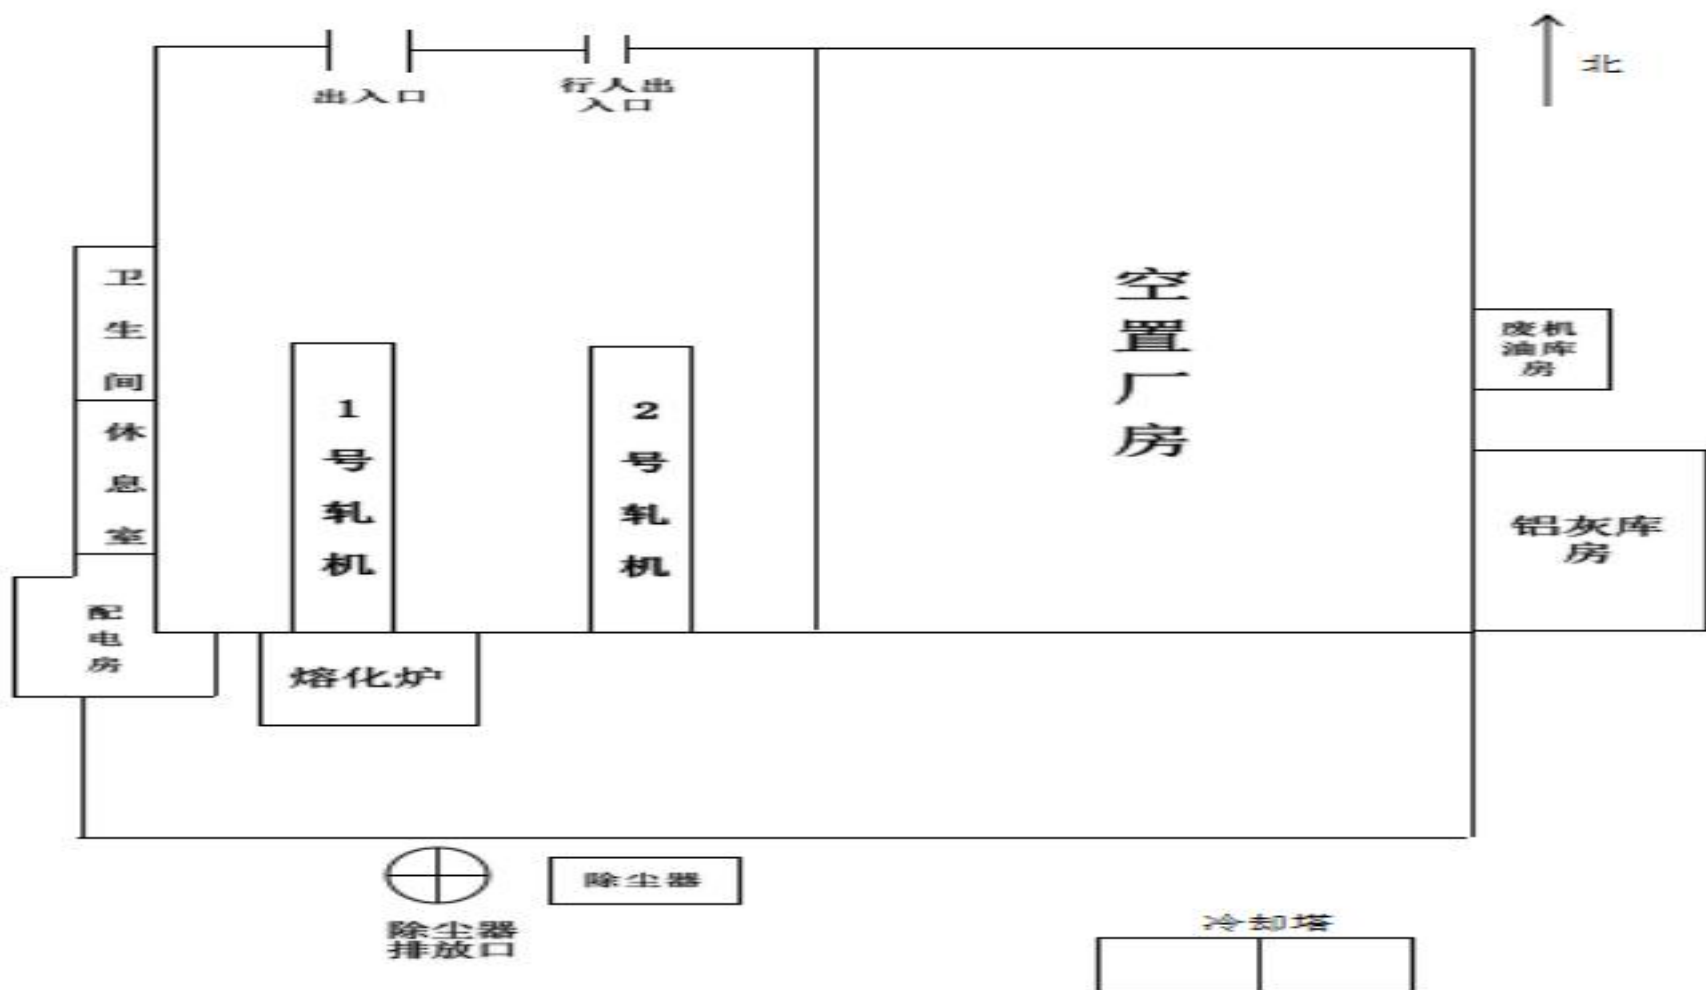 北
出入口
行人出
入口
卫生间
休息室
配电房
1号轧机
2号轧机
空置厂房
废机
油库
房
铝灰库
房
熔化炉
除尘器
排放口
除尘器
冷却塔